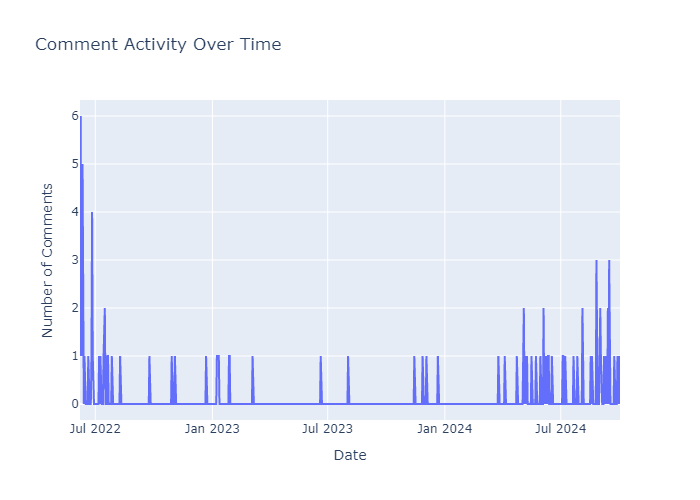 Comment Activity Over Time
Number of Comments
6
5
4
3
2
1
0
Jul 2022
Jan 2023
Jul 2023
Jan 2024
Jul 2024
Date